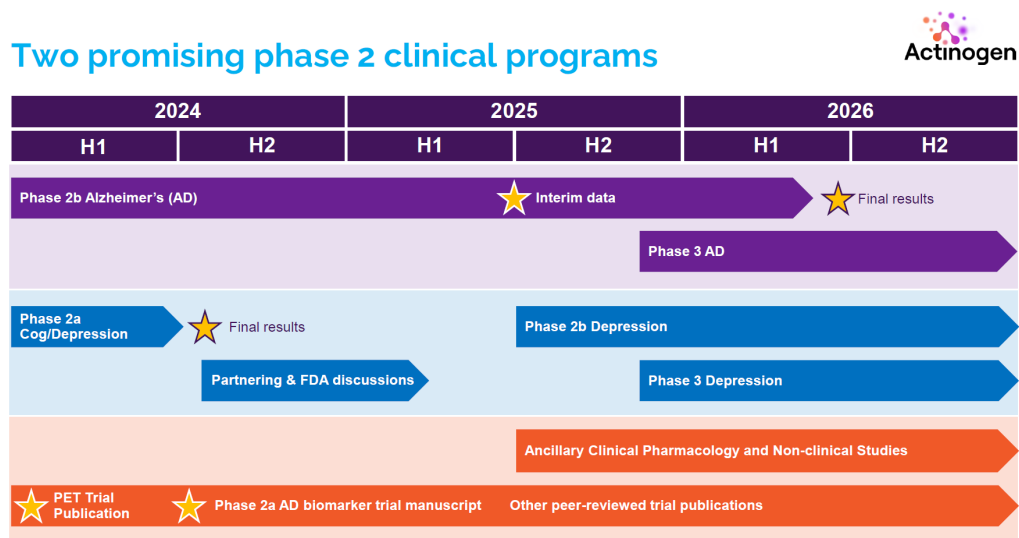 Two promising phase 2 clinical programs
Actinogen
2024
2025
2026
H1
H2
H1
H2
H1
H2
Phase 2b Alzheimer's (AD)
Interim data
Final results
Phase 3 AD
Phase 2a
Cog/Depression
Final results
Phase 2b Depression
Partnering & FDA discussions
Phase 3 Depression
Ancillary Clinical Pharmacology and Non-clinical Studies
PET Trial
Publication
Phase 2a AD biomarker trial manuscript
Other peer-reviewed trial publications